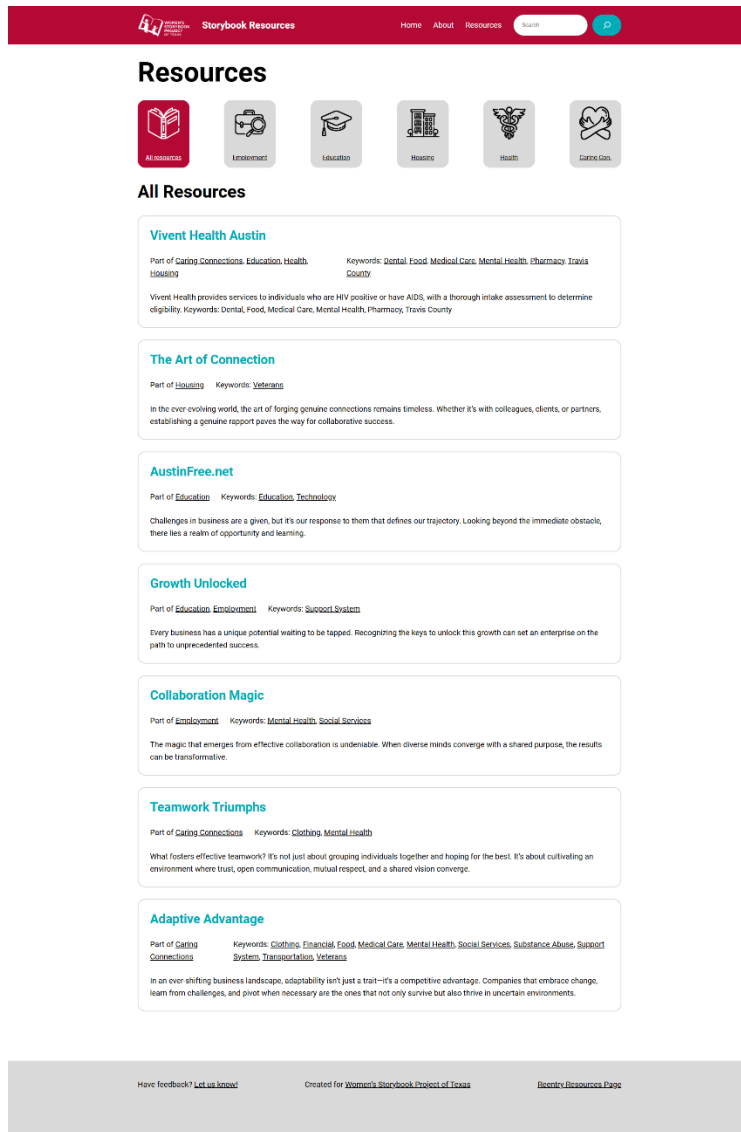 WOMEN'S
STORYBOOK
PROJECT
OF TEXAS
Storybook Resources
Home About Resources Search
Resources
All resources Employment Education Housing Health Caring Con.
All Resources
Vivent Health Austin
Part of Caring Connections, Education, Health,
Housing
Keywords: Dental, Food, Medical Care, Mental Health, Pharmacy, Travis
County
Vivent Health provides services to individuals who are HIV positive or have AIDS, with a thorough intake assessment to determine
eligibility. Keywords: Dental, Food, Medical Care, Mental Health, Pharmacy, Travis County
The Art of Connection
Part of Housing Keywords: Veterans
In the ever-evolving world, the art of forging genuine connections remains timeless. Whether it's with colleagues, clients, or partners,
establishing a genuine rapport paves the way for collaborative success.
AustinFree.net
Part of Education Keywords: Education, Technology
Challenges in business are a given, but it's our response to them that defines our trajectory. Looking beyond the immediate obstacle,
there lies a realm of opportunity and learning.
Growth Unlocked
Part of Education, Employment Keywords: Support System
Every business has a unique potential waiting to be tapped. Recognizing the keys to unlock this growth can set an enterprise on the
path to unprecedented success.
Collaboration Magic
Part of Employment Keywords: Mental Health, Social Services
The magic that emerges from effective collaboration is undeniable. When diverse minds converge with a shared purpose, the results
can be transformative.
Teamwork Triumphs
Part of Caring Connections Keywords: Clothing, Mental Health
What fosters effective teamwork? It's not just about grouping individuals together and hoping for the best. It's about cultivating an
environment where trust, open communication, mutual respect, and a shared vision converge.
Adaptive Advantage
Part of Caring
Connections
Keywords: Clothing, Financial, Food, Medical Care, Mental Health, Social Services, Substance Abuse, Support
System, Transportation, Veterans
In an ever-shifting business landscape, adaptability isn't just a trait—it's a competitive advantage. Companies that embrace change,
learn from challenges, and pivot when necessary are the ones that not only survive but also thrive in uncertain environments.
Have feedback? Let us know! Created for Women's Storybook Project of Texas Reentry Resources Page